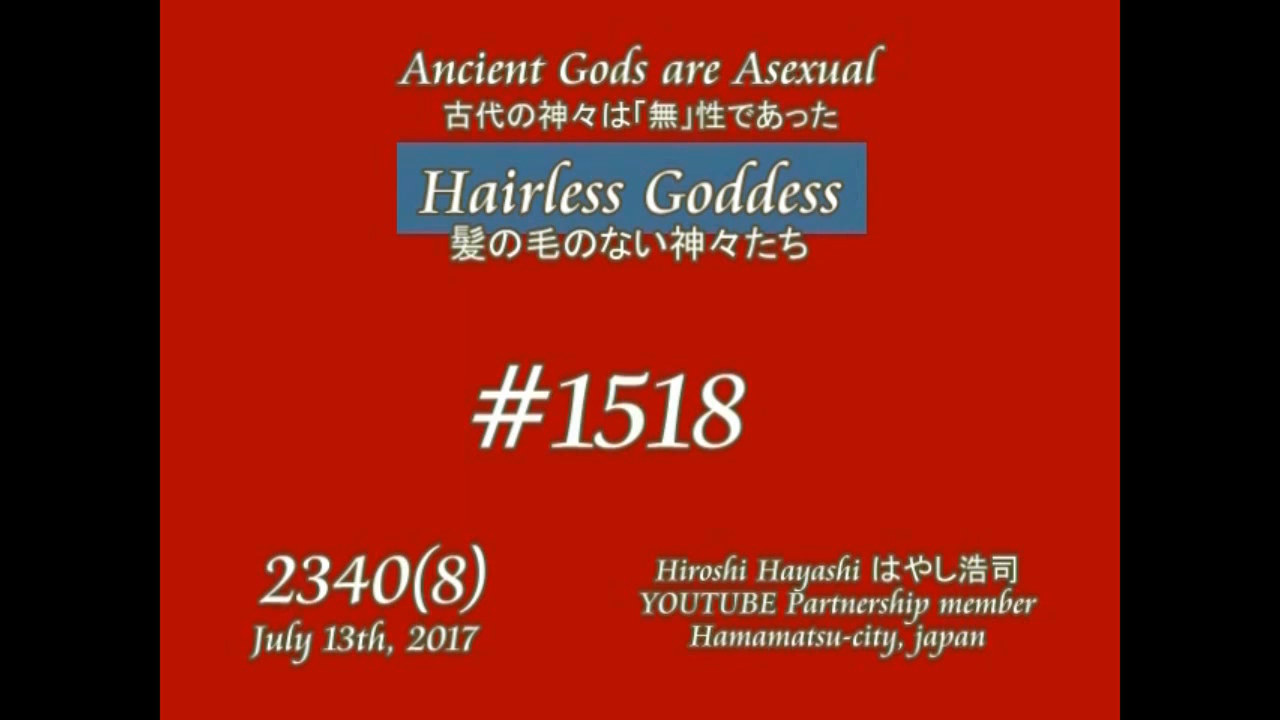 Ancient Gods are Asexual
古代の神々は「無」性であった
Hairless Goddess
髪の毛のない神々たち
#1518
2340(8)
July 13th, 2017
Hiroshi Hayashi はやし浩司
YOUTUBE Partnership member
Hamamatsu-city, japan